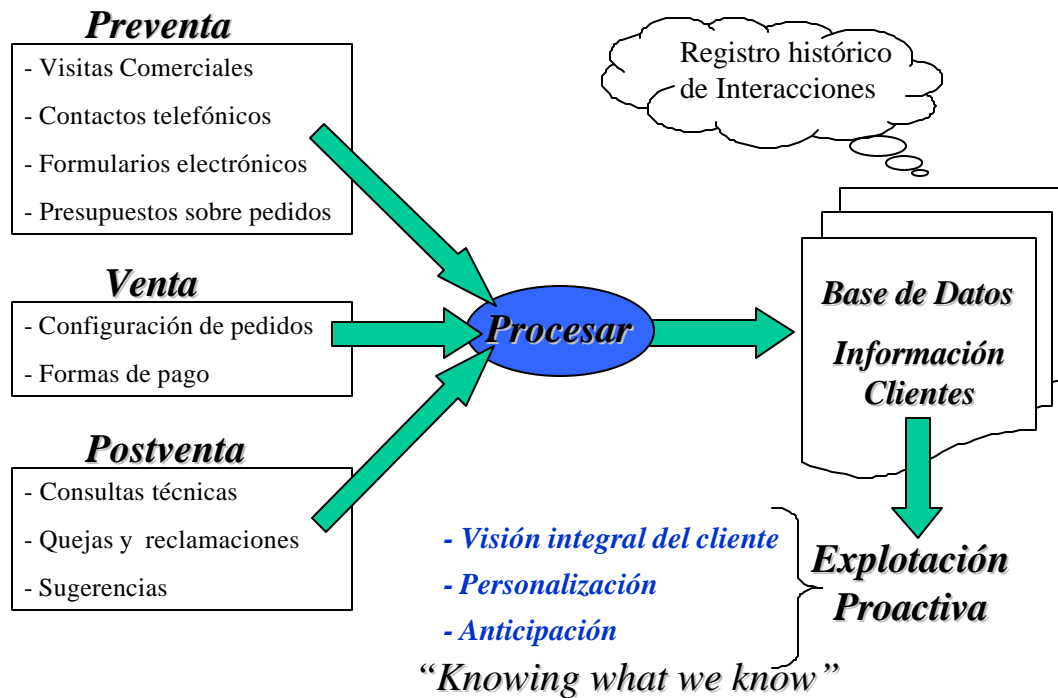 Preventa
- Visitas Comerciales
- Contactos telefónicos
- Formularios electrónicos
- Presupuestos sobre pedidos
Venta
- Configuración de pedidos
- Formas de pago
Postventa
- Consultas técnicas
- Quejas y reclamaciones
- Sugerencias
Procesar
Registro histórico
de Interacciones
Base de Datos
Información
Clientes
Explotación
Proactiva
- Visión integral del cliente
- Personalización
- Anticipación
“Knowing what we know”